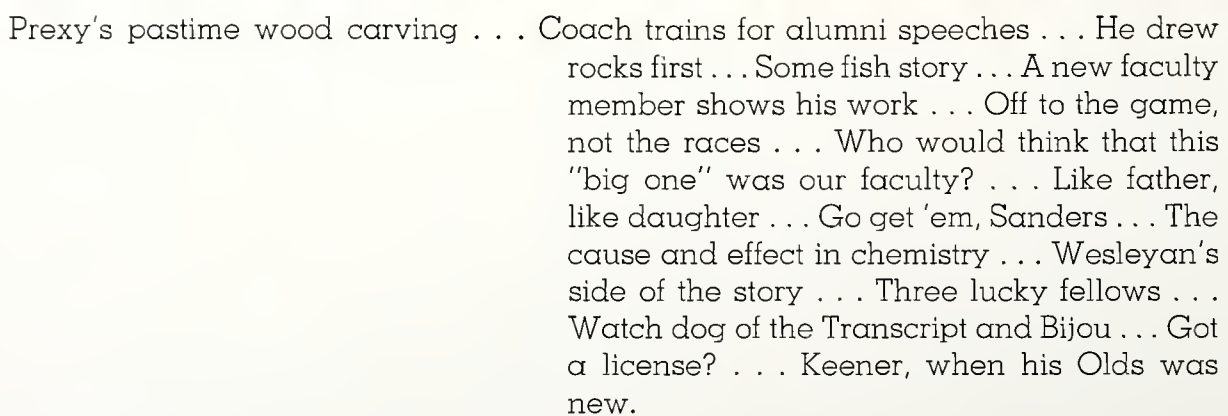 Prexy's pastime wood carving . . . Coach trains for alumni speeches . . . He drew
rocks first . . . Some fish story . . . A new faculty
member shows his work . . . Off to the game,
not the races . . . Who would think that this
"big one" was our faculty? . . . Like father,
like daughter . . . Go get 'em, Sanders . . . The
cause and effect in chemistry . . . Wesleyan's
side of the story . . . Three lucky fellows . . .
Watch dog of the Transcript and Bijou . . . Got
a license? . . . Keener, when his Olds was
new.